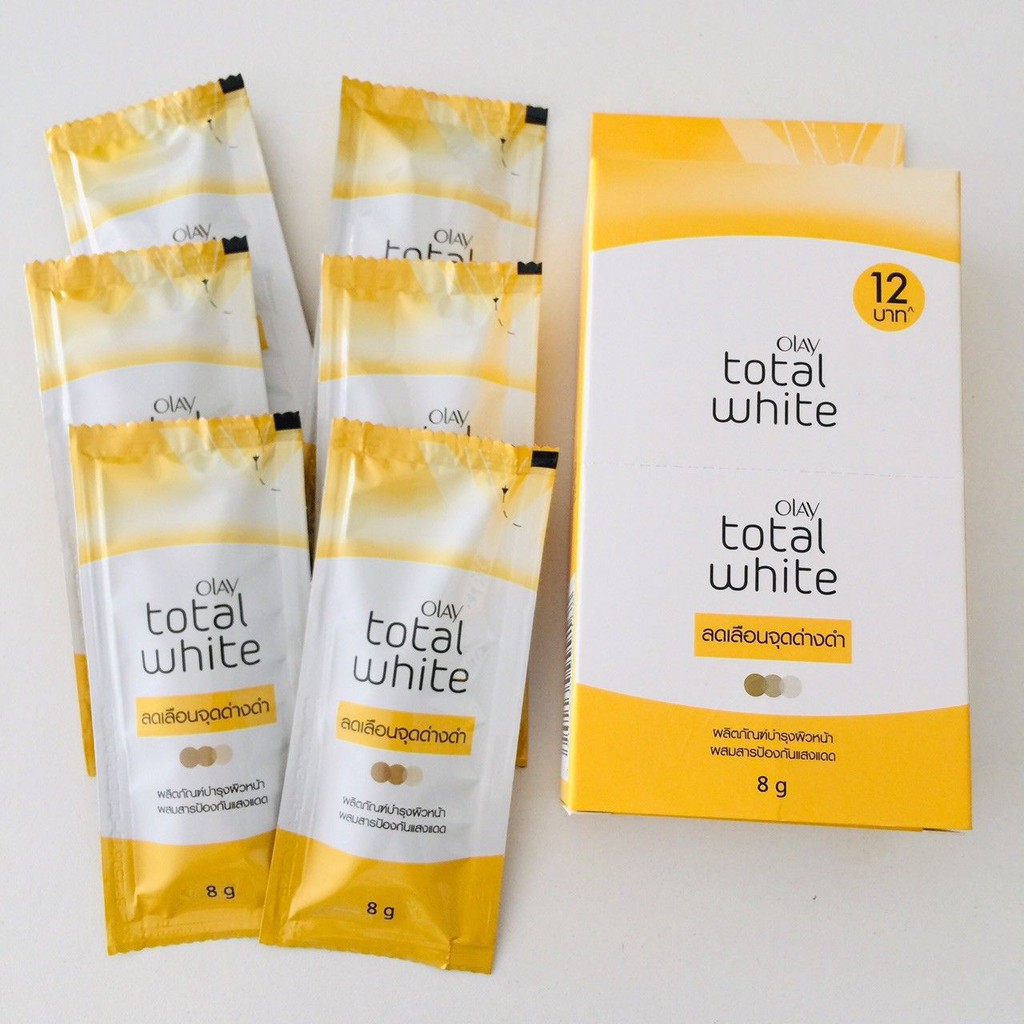 OLAY
OLAY
total
OLAY
OLAY
total
OLAY
total
white
ลดเลือนจุดด่างดำ
ผลิตภัณฑ์บำรุงผิวหน้า
ผสมสารป้องกันแสงแดด
8 g
OLAY
total
white
ลดเลือนจุดด่างดำ
ผลิตภัณฑ์บำรุงผิวหน้า
ผสมสารป้องกันแสงแดด
8 g
12
บาท^
OLAY
total
white
OLAY
total
white
ลดเลือนจุดด่างดำ
ผลิตภัณฑ์บำรุงผิวหน้า
ผสมสารป้องกันแสงแดด
8 g